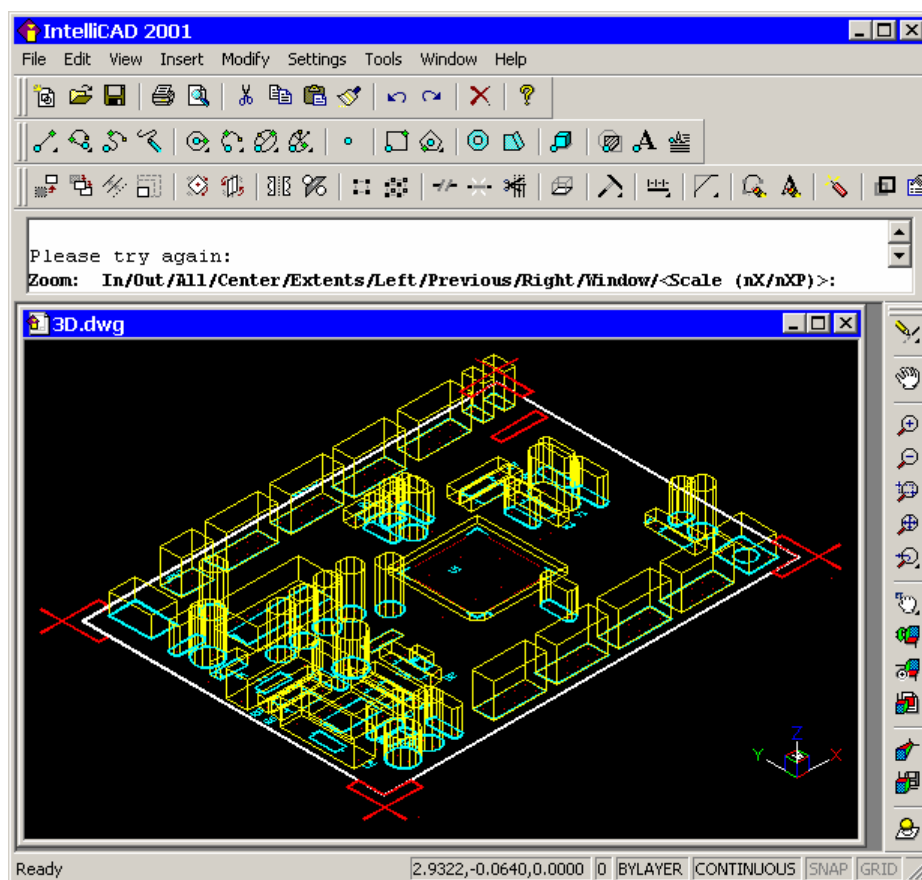 IntelliCAD 2001
File Edit View Insert Modify Settings Tools Window Help
Please try again:
Zoom: In/Out/All/Center/Extents/Left/Previous/Right/Window/<Scale (nX/nXP)>:
3D.dwg
Z
Y X
Ready 2.9322,-0.0640,0.0000 0 BYLAYER CONTINUOUS SNAP GRID